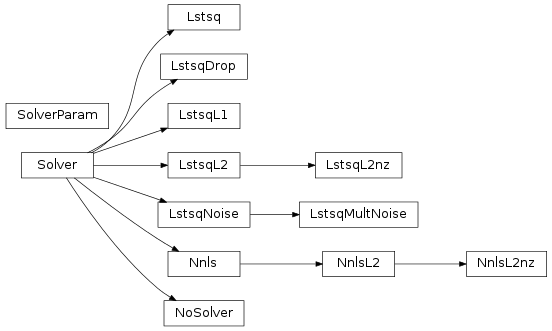 Lstsq
LstsqDrop
SolverParam
LstsqL1
Solver
LstsqL2
LstsqL2nz
LstsqNoise
LstsqMultNoise
Nnls
NnlsL2
NnlsL2nz
NoSolver